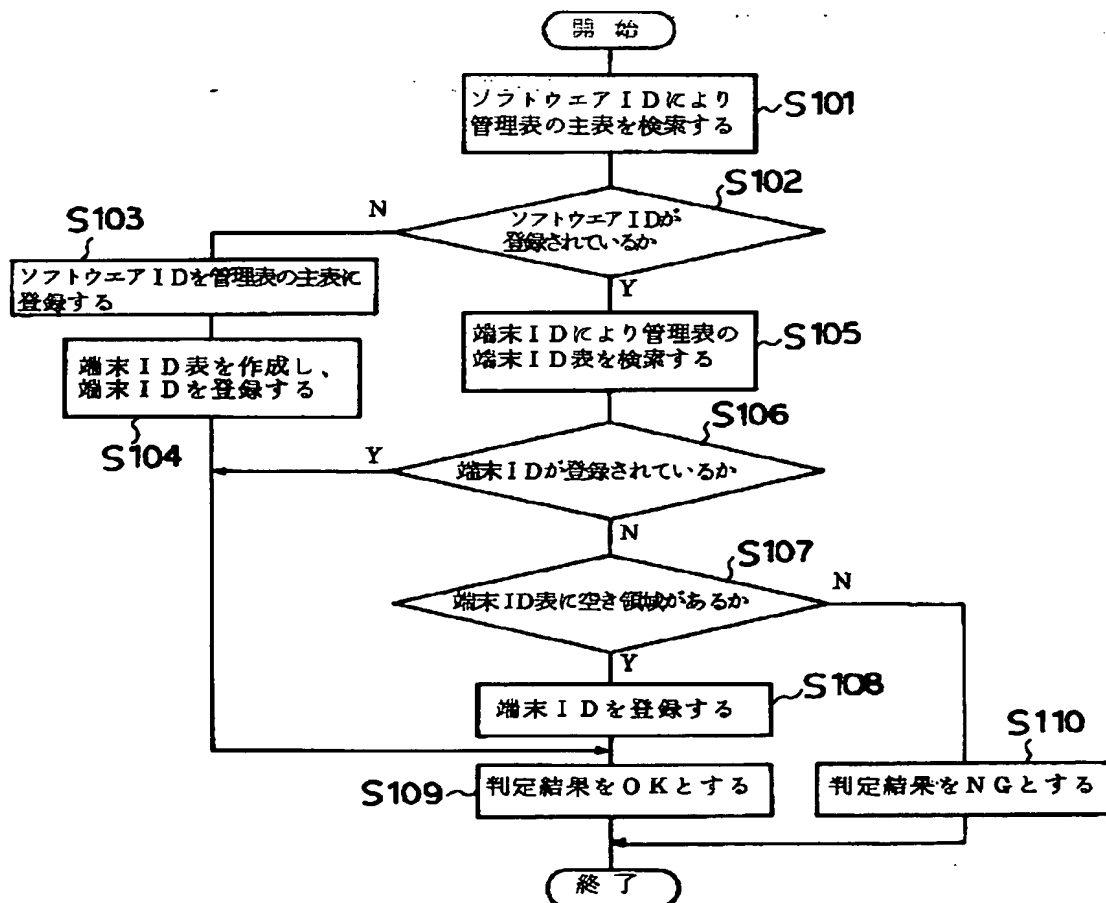 開始
ソフトウエアIDにより
管理表の主表を検索する
S101
S102
ソフトウエアIDが
登録されているか
N
Y
S103
ソフトウエアIDを管理表の主表に
登録する
端末IDにより管理表の
端末ID表を検索する
S105
端末ID表を作成し、
端末IDを登録する
S104
S106
端末IDが登録されているか
Y
N
S107
端末ID表に空き領域があるか
N
Y
端末IDを登録する
S108
S109
判定結果をOKとする
S110
判定結果をNGとする
終了